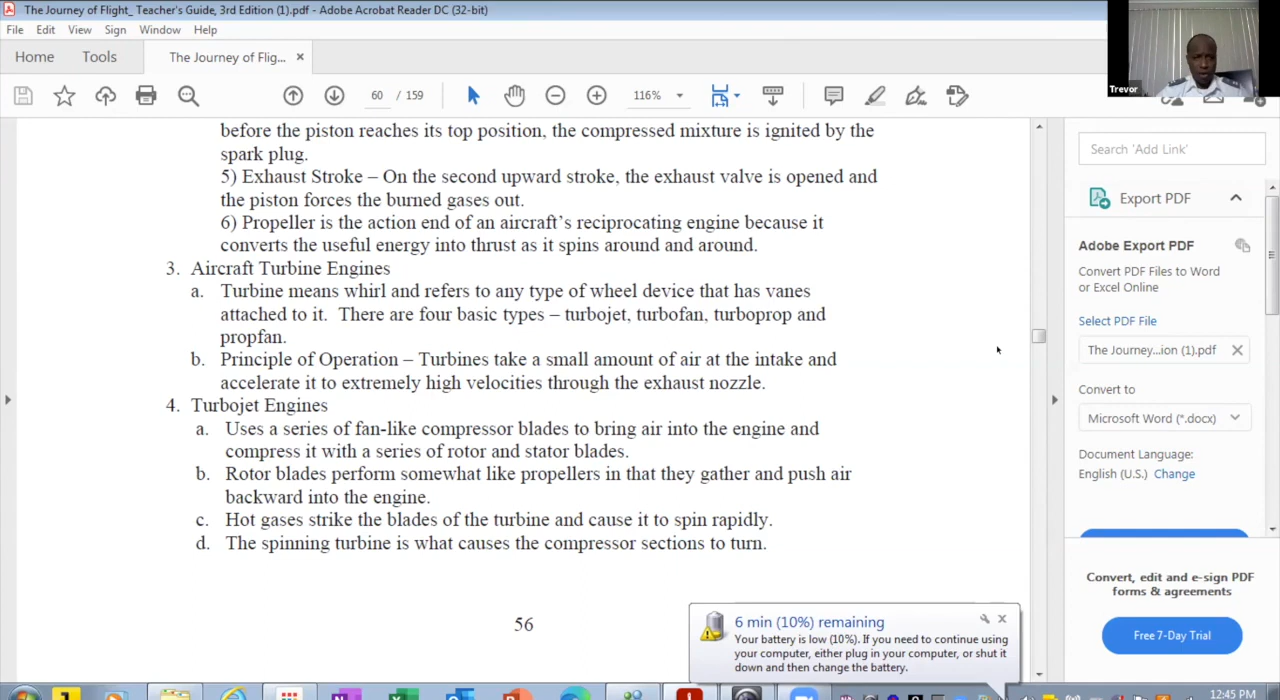 The Journey of Flight_ Teacher's Guide, 3rd Edition (1).pdf - Adobe Acrobat Reader DC (32-bit)
File Edit View Sign Window Help
Home Tools The Journey of Flig... ×
60 / 159 116%
Trevor
before the piston reaches its top position, the compressed mixture is ignited by the
spark plug.
5) Exhaust Stroke – On the second upward stroke, the exhaust valve is opened and
the piston forces the burned gases out.
6) Propeller is the action end of an aircraft's reciprocating engine because it
converts the useful energy into thrust as it spins around and around.
3. Aircraft Turbine Engines
a. Turbine means whirl and refers to any type of wheel device that has vanes
attached to it. There are four basic types – turbojet, turbofan, turboprop and
propfan.
b. Principle of Operation – Turbines take a small amount of air at the intake and
accelerate it to extremely high velocities through the exhaust nozzle.
4. Turbojet Engines
a. Uses a series of fan-like compressor blades to bring air into the engine and
compress it with a series of rotor and stator blades.
b. Rotor blades perform somewhat like propellers in that they gather and push air
backward into the engine.
c. Hot gases strike the blades of the turbine and cause it to spin rapidly.
d. The spinning turbine is what causes the compressor sections to turn.
56
Search 'Add Link'
Export PDF
Adobe Export PDF
Convert PDF Files to Word
or Excel Online
Select PDF File
The Journey...ion (1).pdf
Convert to
Microsoft Word (*.docx)
Document Language:
English (U.S.) Change
Convert, edit and e-sign PDF
forms & agreements
Free 7-Day Trial
6 min (10%) remaining
Your battery is low (10%). If you need to continue using
your computer, either plug in your computer, or shut it
down and then change the battery.
12:45 PM